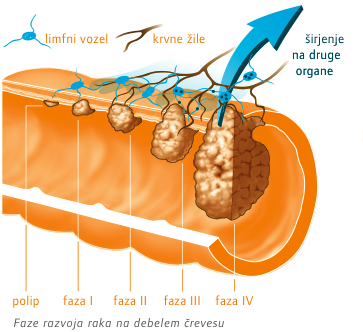 limfni vozel
krvne žile
širjenje
na druge
organe
polip
faza I
faza II
faza III
faza IV
Faze razvoja raka na debelem črevesu